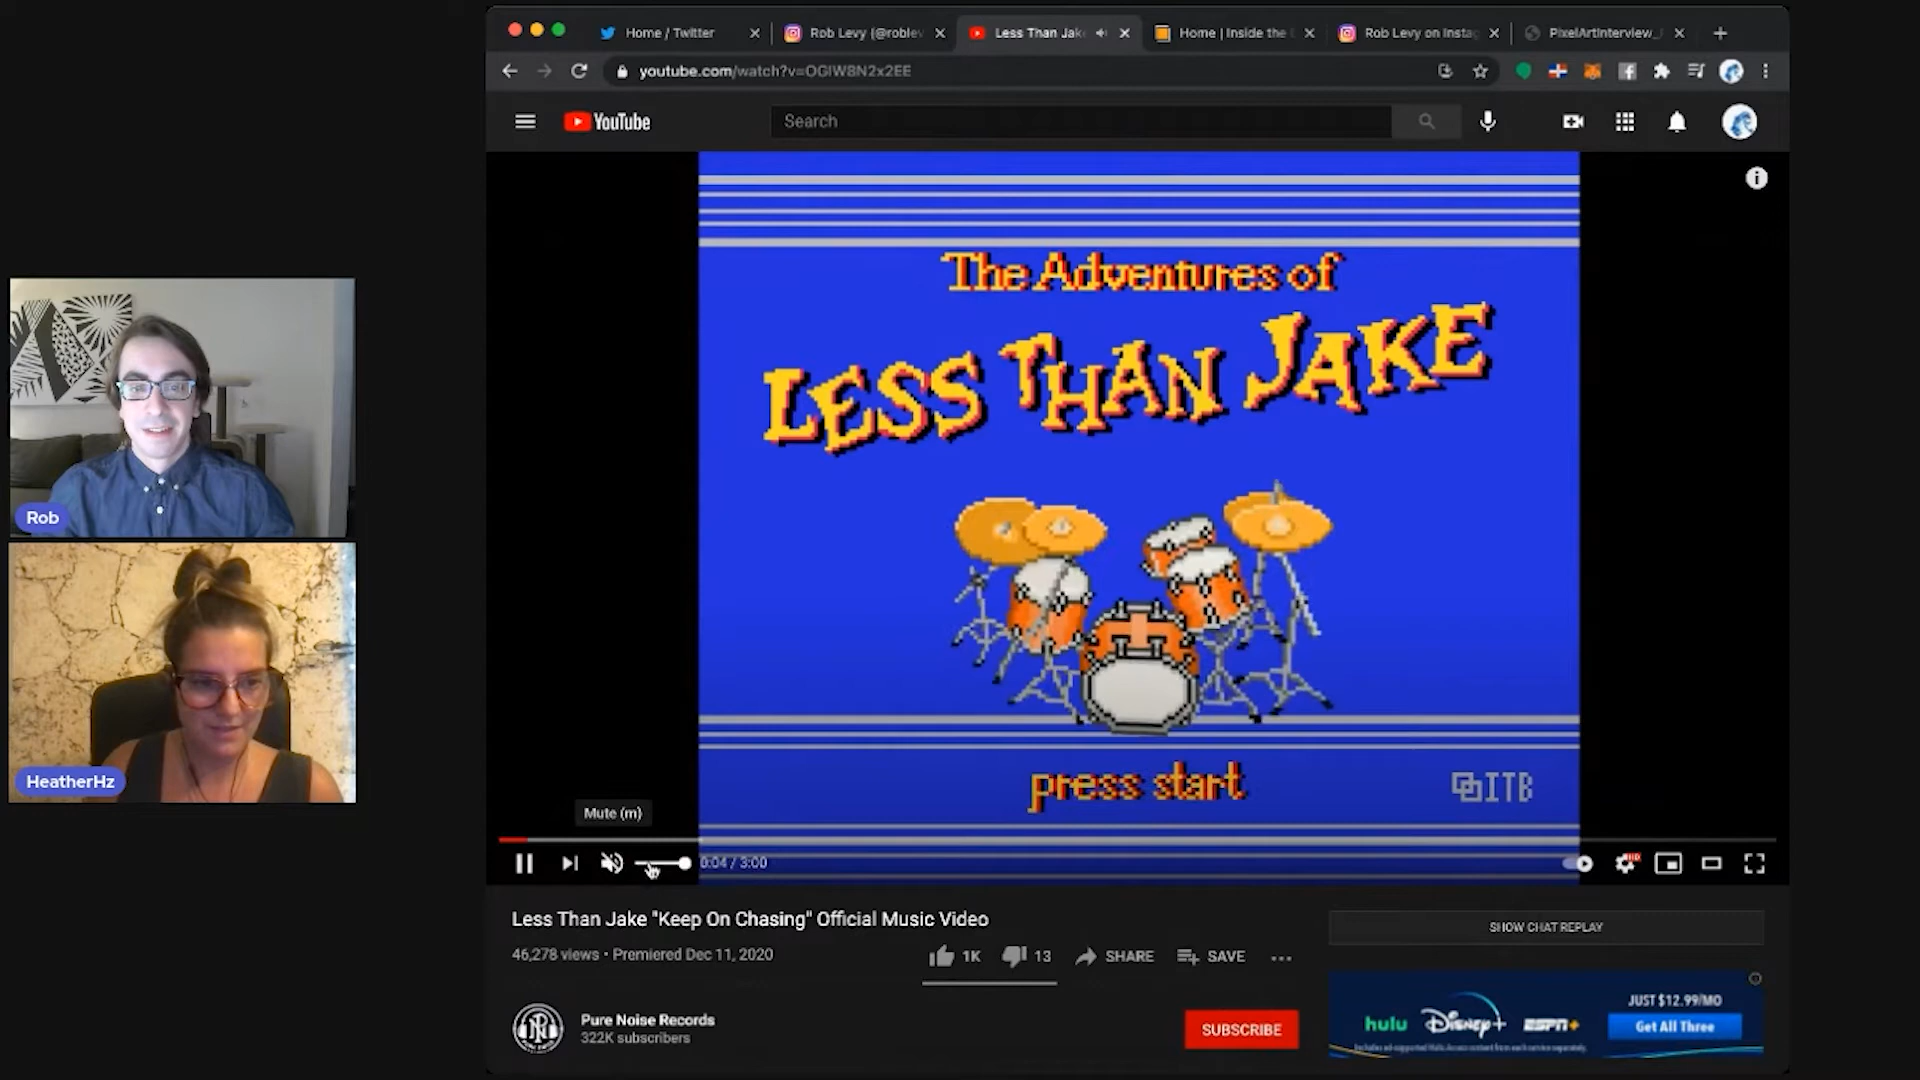 Home / Twitter
Rob Levy (@roblev
Less Than Jak
Home | Inside the
Rob Levy on Instag
PixelArtInterview_
youtube.com/watch?v=OGIW8N2x2EE
YouTube
Search
The Adventures of
LESS THAN JAKE
press start
ITB
Rob
HeatherHz
Mute (m)
0:04 / 3:00
HD
Less Than Jake "Keep On Chasing" Official Music Video
46,278 views • Premiered Dec 11, 2020
1K
13
SHARE
SAVE
SHOW CHAT REPLAY
Pure Noise Records
322K subscribers
SUBSCRIBE
hulu
Disney+
ESPN+
JUST $12.99/MO
Get All Three